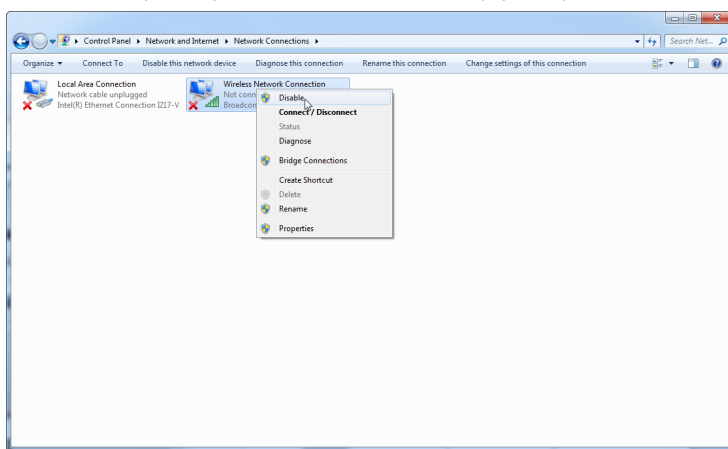 Control Panel ▸ Network and Internet ▸ Network Connections ▸
Search Net...
Organize
Connect To
Disable this network device
Diagnose this connection
Rename this connection
Change settings of this connection
Local Area Connection
Network cable unplugged
Intel(R) Ethernet Connection I217-V
Wireless Network Connection
Not conn
Broadcon
Disable
Connect / Disconnect
Status
Diagnose
Bridge Connections
Create Shortcut
Delete
Rename
Properties